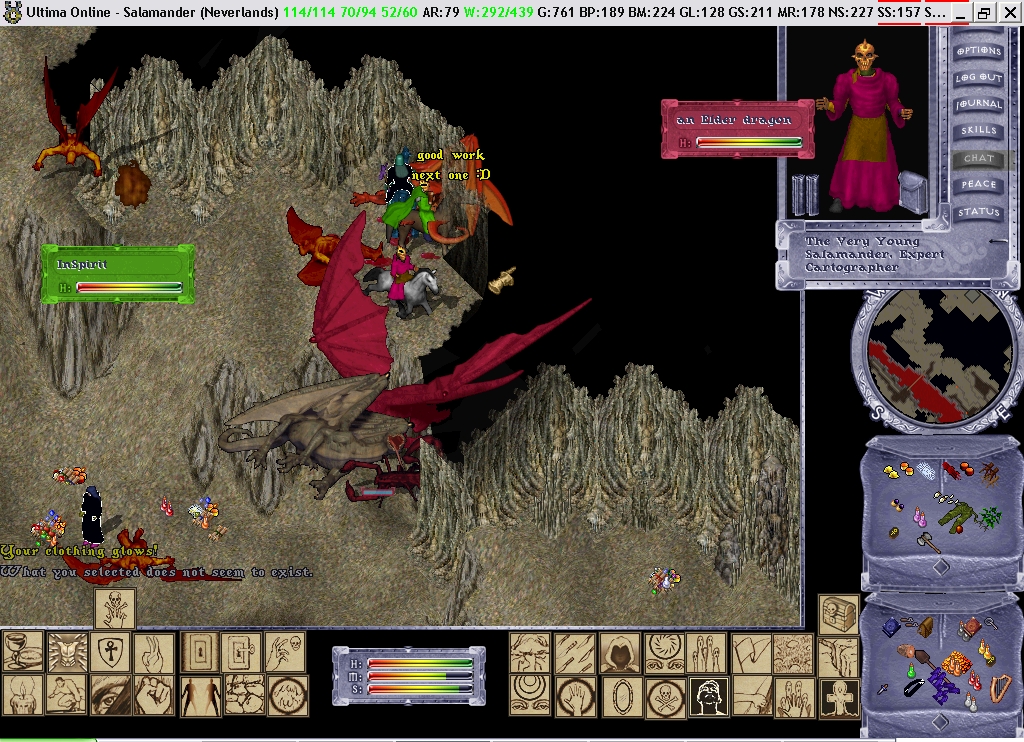 Ultima Online - Salamander (Neverlands) 114/114 70/94 52/60 AR:79 W:292/439 G:761 BP:189 BM:224 GL:128 GS:211 MR:178 NS:227 SS:157 S...
OPTIONS
LOG OUT
JOURNAL
SKILLS
CHAT
PEACE
STATUS
an Elder dragon
H:
good work
next one :D
The Very Young
Salamander, Expert
Cartographer
InSpirit
H:
S
E
Your clothing glows!
What you selected does not seem to exist.
H:
M:
S: